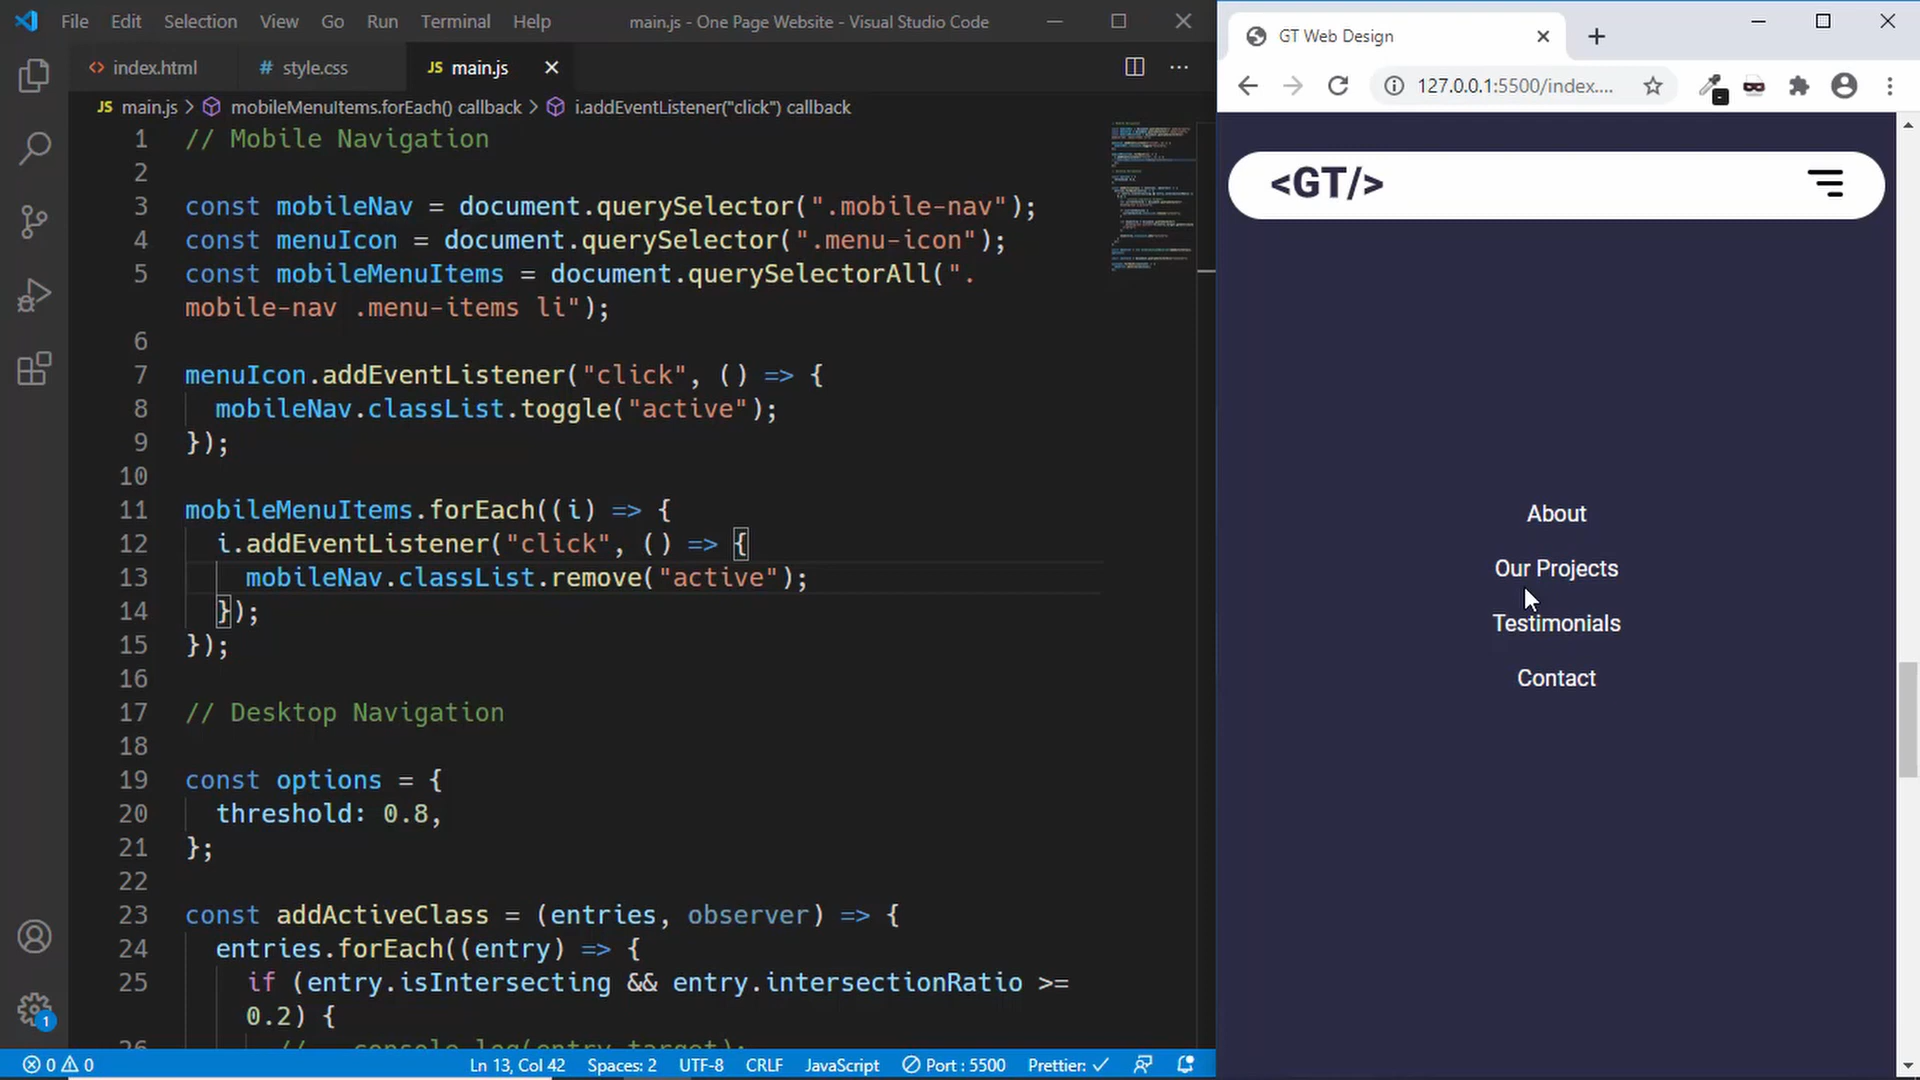 File Edit Selection View Go Run Terminal Help main.js - One Page Website - Visual Studio Code
index.html # style.css JS main.js
JS main.js > mobileMenuItems.forEach() callback > i.addEventListener("click") callback
1 // Mobile Navigation
2
3 const mobileNav = document.querySelector(".mobile-nav");
4 const menuIcon = document.querySelector(".menu-icon");
5 const mobileMenuItems = document.querySelectorAll(".
mobile-nav .menu-items li");
6
7 menuIcon.addEventListener("click", () => {
8 mobileNav.classList.toggle("active");
9 });
10
11 mobileMenuItems.forEach((i) => {
12 i.addEventListener("click", () => {
13 mobileNav.classList.remove("active");
14 });
15 });
16
17 // Desktop Navigation
18
19 const options = {
20 threshold: 0.8,
21 };
22
23 const addActiveClass = (entries, observer) => {
24 entries.forEach((entry) => {
25 if (entry.isIntersecting && entry.intersectionRatio >=
0.2) {
26 // console.log(entry.target);
1
0 0 Ln 13, Col 42 Spaces: 2 UTF-8 CRLF JavaScript Port : 5500 Prettier: ✓
GT Web Design
127.0.0.1:5500/index....
<GT/>
About
Our Projects
Testimonials
Contact